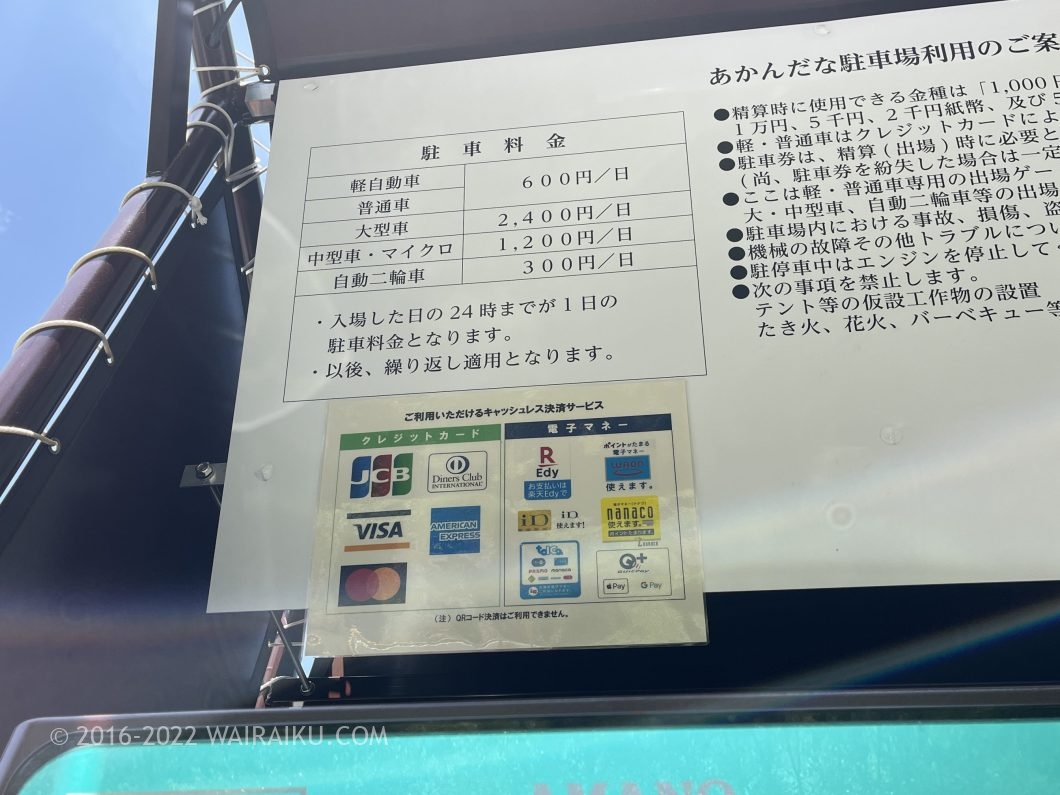 駐車料金
軽自動車
普通車
600円／日
大型車 2,400円／日
中型車・マイクロ 1,200円／日
自動二輪車 300円／日
・入場した日の24時までが1日の
駐車料金となります。
・以後、繰り返し適用となります。
あかんだな駐車場利用のご案
●精算時に使用できる金種は「1,000円
1万円、5千円、2千円紙幣、及び5
●軽・普通車はクレジットカードによ
●駐車券は、精算(出場)時に必要と
(尚、駐車券を紛失した場合は一定
●ここは軽・普通車専用の出場ゲー
大・中型車、自動二輪車等の出場
●駐車場内における事故、損傷、盗
●機械の故障その他トラブルについ
●駐停車中はエンジンを停止して
●次の事項を禁止します。
テント等の仮設工作物の設置
たき火、花火、バーベキュー等
ご利用いただけるキャッシュレス決済サービス
クレジットカード
JCB
Diners Club
INTERNATIONAL
VISA
AMERICAN
EXPRESS
電子マネー
R
Edy
お支払いは
楽天Edyで
ポイントがたまる
電子マネー
WAON
使えます。
iD
iD
使えます!
nanaco
使えます。
TOICA
manaca
QUICPay
Pay
G Pay
(注) QRコード決済はご利用できません。
AMANO
© 2016-2022 WAIRAIKU.COM